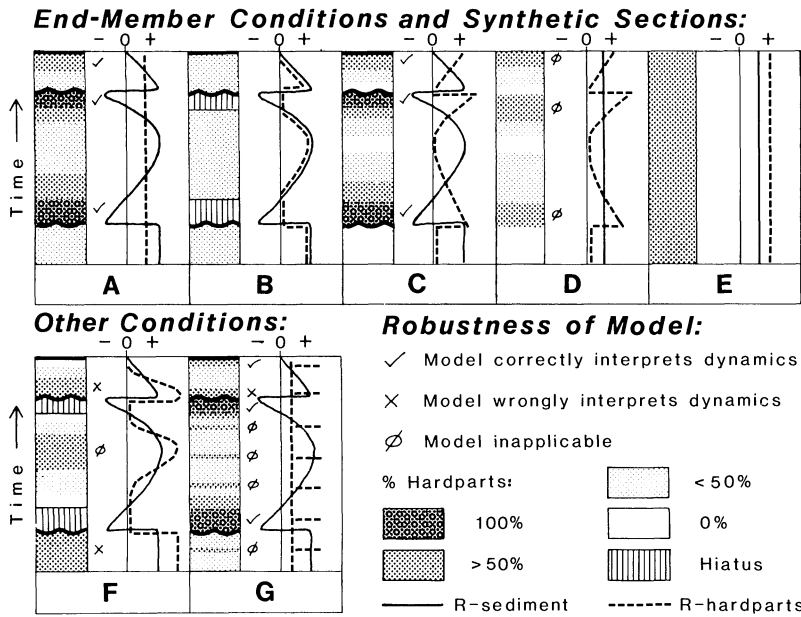 End-Member Conditions and Synthetic Sections:
− 0 + − 0 + − 0 + − 0 + − 0 +
✓ ✓ ϕ
✓ ✓ ϕ
Time →
✓ ✓ ϕ
A B C D E
Other Conditions:
− 0 + − 0 +
✓
× ×
✓
ϕ
ϕ ϕ
ϕ
Time →
✓
× ϕ
F G
Robustness of Model:
✓ Model correctly interprets dynamics
× Model wrongly interprets dynamics
ϕ Model inapplicable
% Hardparts:
<50%
100% 0%
>50% Hiatus
R-sediment R-hardparts